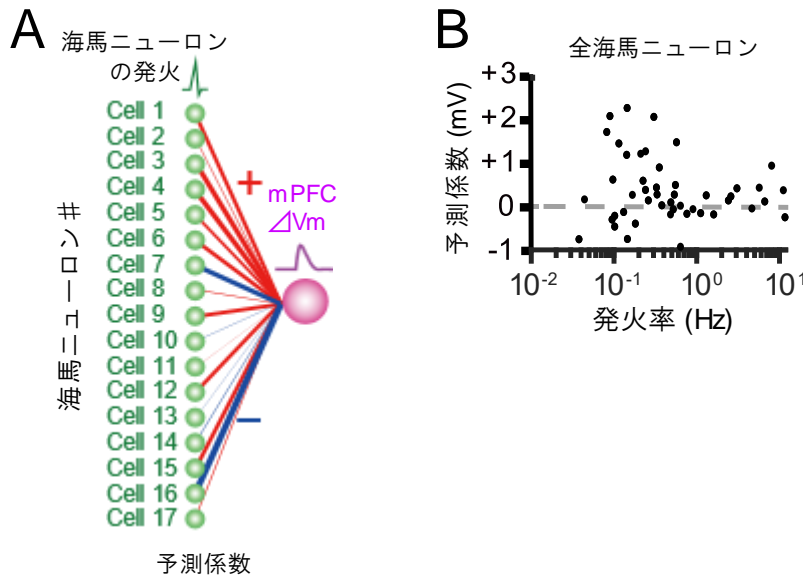 A
海馬ニューロン
の発火
Cell 1
Cell 2
Cell 3
Cell 4
Cell 5
Cell 6
Cell 7
Cell 8
Cell 9
Cell 10
Cell 11
Cell 12
Cell 13
Cell 14
Cell 15
Cell 16
Cell 17
海馬ニューロン#
+
mPFC
⊿Vm
−
予測係数
B
全海馬ニューロン
予測係数 (mV)
+3
+2
+1
0
-1
10⁻² 10⁻¹ 10⁰ 10¹
発火率 (Hz)